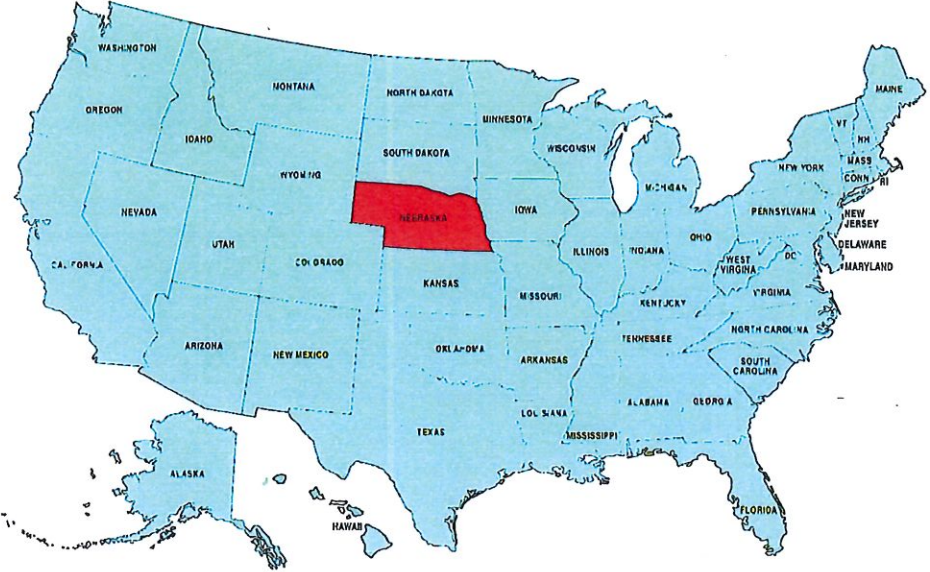 WASHINGTON
MONTANA
NORTH DAKOTA
MINNESOTA
MAINE
OREGON
IDAHO
SOUTH DAKOTA
WISCONSIN
VT
NH
WYOMING
MICHIGAN
NEW YORK
MASS
CONN
RI
NEVADA
NEBRASKA
IOWA
PENNSYLVANIA
NEW
JERSEY
UTAH
COLORADO
ILLINOIS
INDIANA
OHIO
DELAWARE
CALIFORNIA
WEST
VIRGINIA
DC
MARYLAND
KANSAS
MISSOURI
KENTUCKY
VIRGINIA
ARIZONA
NEW MEXICO
OKLAHOMA
ARKANSAS
TENNESSEE
NORTH CAROLINA
SOUTH
CAROLINA
TEXAS
LOUISIANA
MISSISSIPPI
ALABAMA
GEORGIA
ALASKA
HAWAII
FLORIDA